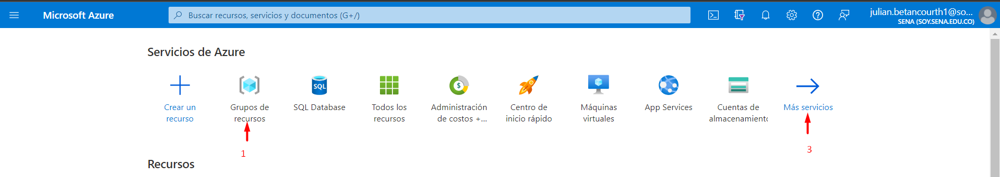 Microsoft Azure
Buscar recursos, servicios y documentos (G+/)
julian.betancourth1@so...
SENA (SOY.SENA.EDU.CO)
Servicios de Azure
SQL
$
Crear un
recurso
Grupos de
recursos
SQL Database
Todos los
recursos
Administración
de costos +...
Centro de
inicio rápido
Máquinas
virtuales
App Services
Cuentas de
almacenamiento
Más servicios
1
3
Recursos